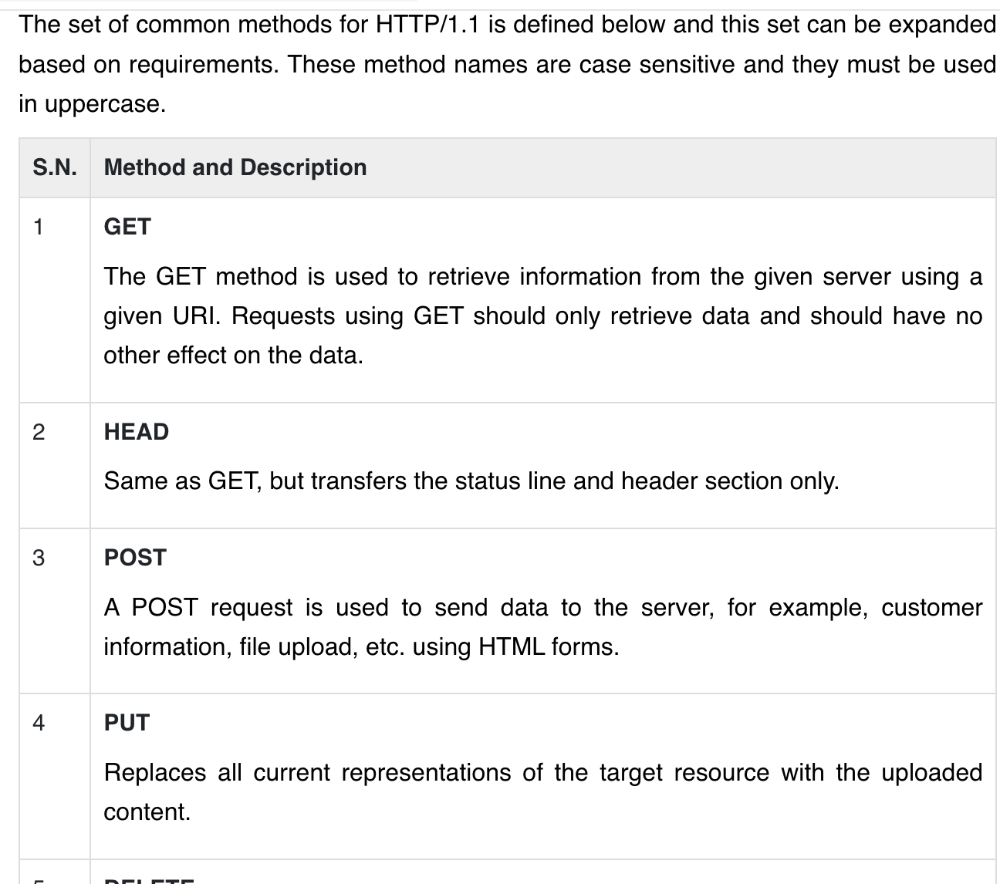 The set of common methods for HTTP/1.1 is defined below and this set can be expanded
based on requirements. These method names are case sensitive and they must be used
in uppercase.
S.N. Method and Description
1 GET
The GET method is used to retrieve information from the given server using a
given URI. Requests using GET should only retrieve data and should have no
other effect on the data.
2 HEAD
Same as GET, but transfers the status line and header section only.
3 POST
A POST request is used to send data to the server, for example, customer
information, file upload, etc. using HTML forms.
4 PUT
Replaces all current representations of the target resource with the uploaded
content.
5 DELETE